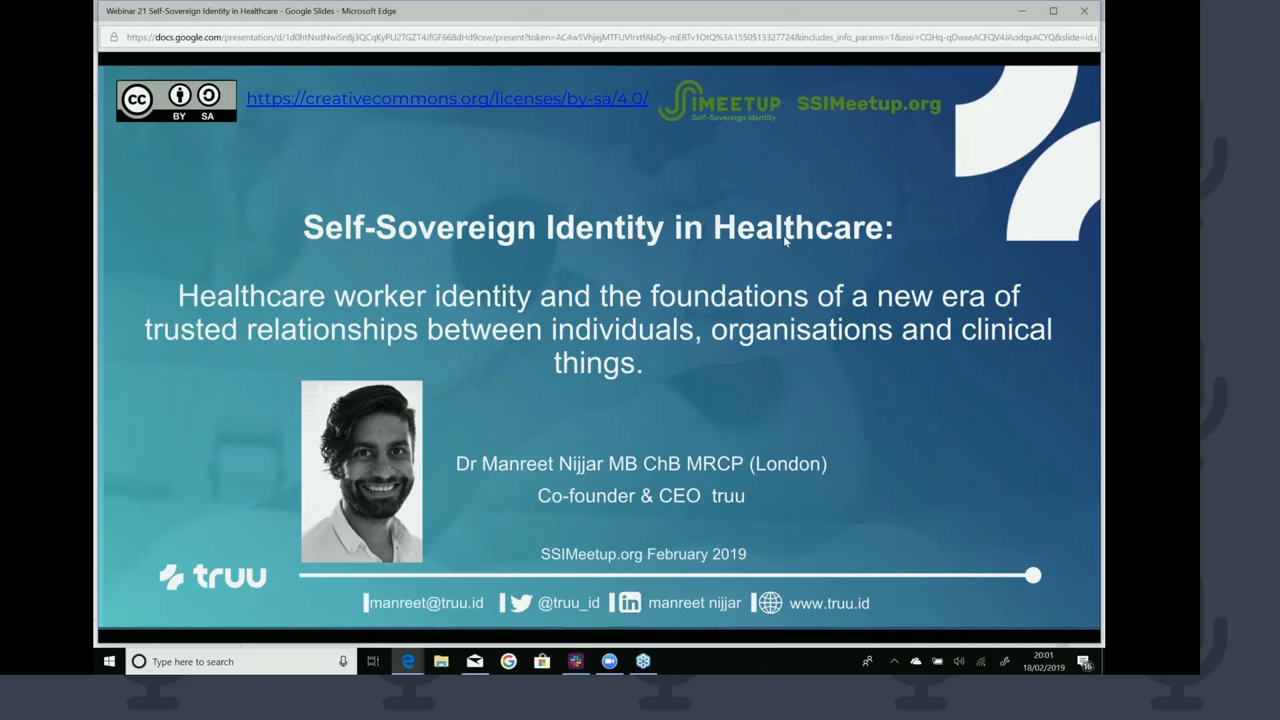 Webinar 21 Self-Sovereign Identity in Healthcare - Google Slides - Microsoft Edge
cc BY SA
https://creativecommons.org/licenses/by-sa/4.0/
SSIMEETUP
Self-Sovereign Identity
SSIMeetup.org
Self-Sovereign Identity in Healthcare:
Healthcare worker identity and the foundations of a new era of
trusted relationships between individuals, organisations and clinical
things.
Dr Manreet Nijjar MB ChB MRCP (London)
Co-founder & CEO truu
SSIMeetup.org February 2019
truu
manreet@truu.id
@truu_id
in manreet nijjar
www.truu.id
Type here to search
20:01
18/02/2019
16